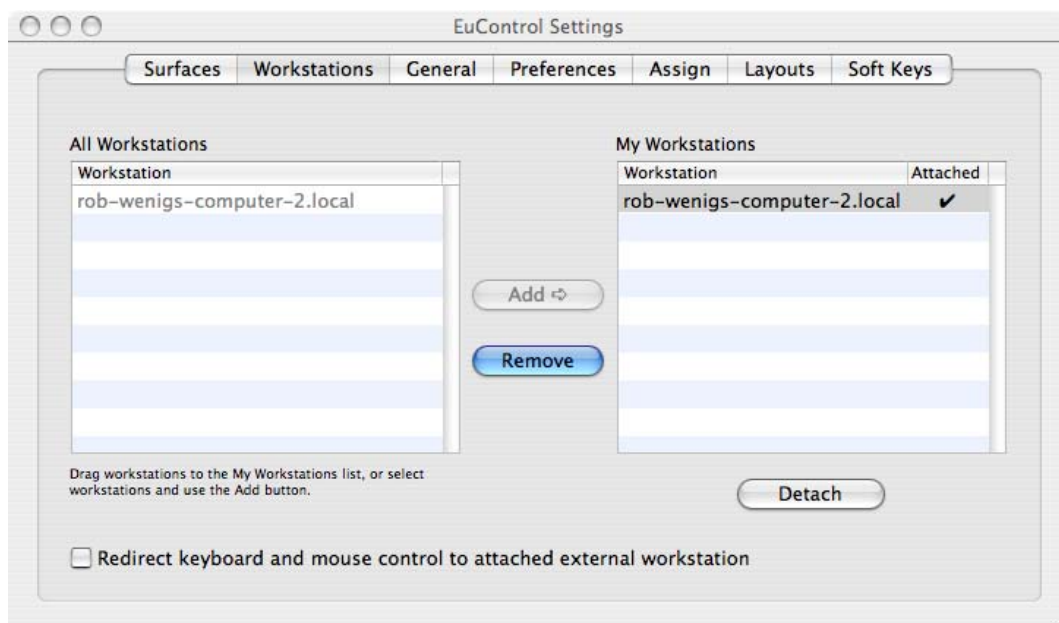 EuControl Settings
Surfaces Workstations General Preferences Assign Layouts Soft Keys
All Workstations
Workstation
rob-wenigs-computer-2.local
My Workstations
Workstation Attached
rob-wenigs-computer-2.local ✔
Add ➪
Remove
Drag workstations to the My Workstations list, or select
workstations and use the Add button.
Detach
Redirect keyboard and mouse control to attached external workstation